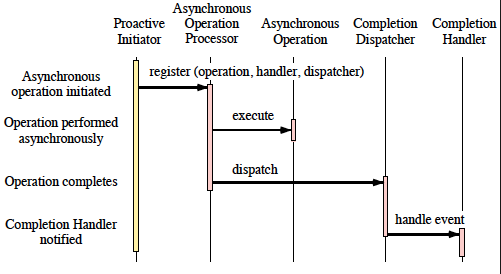 Proactive
Initiator
Asynchronous
Operation
Processor
Asynchronous
Operation
Completion
Dispatcher
Completion
Handler
Asynchronous
operation initiated
register (operation, handler, dispatcher)
Operation performed
asynchronously
execute
Operation completes
dispatch
Completion Handler
notified
handle event